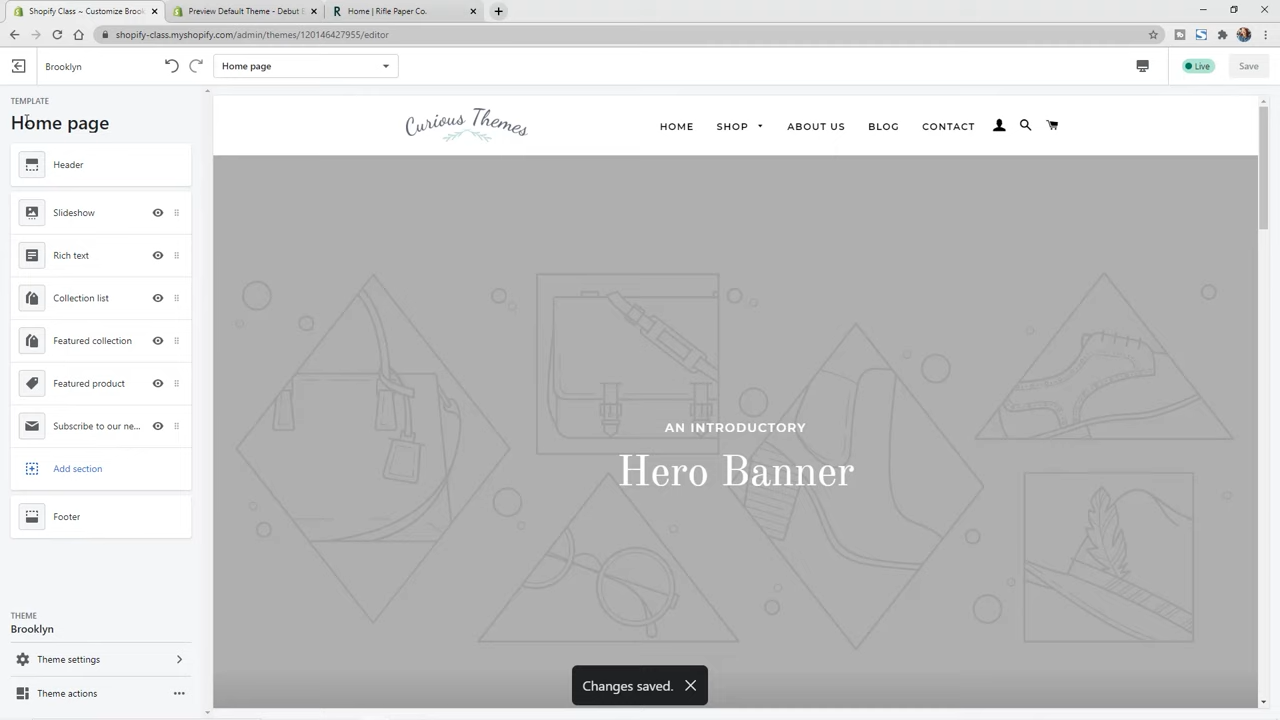 Shopify Class ~ Customize Brook
Preview Default Theme - Debut E
Home | Rifle Paper Co.
shopify-class.myshopify.com/admin/themes/120146427955/editor
Brooklyn
Home page
Live
Save
TEMPLATE
Home page
Header
Slideshow
Rich text
Collection list
Featured collection
Featured product
Subscribe to our ne...
Add section
Footer
THEME
Brooklyn
Theme settings
Theme actions
Curious Themes
HOME SHOP ABOUT US BLOG CONTACT
AN INTRODUCTORY
Hero Banner
Changes saved.